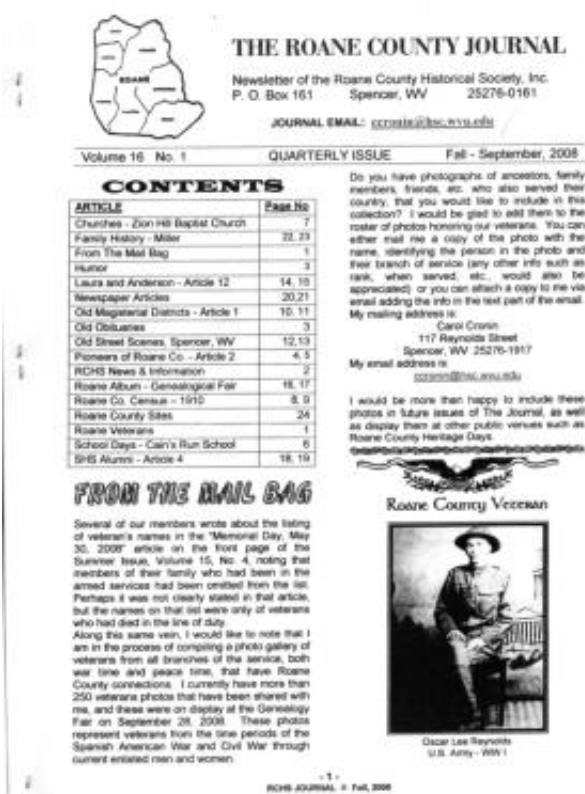 ROANE
THE ROANE COUNTY JOURNAL
Newsletter of the Roane County Historical Society, Inc.
P. O. Box 161 Spencer, WV 25276-0161
JOURNAL EMAIL: ccronin@hsc.wvu.edu
Volume 16 No. 1 QUARTERLY ISSUE Fall - September, 2008
CONTENTS
ARTICLE Page No
Churches - Zion Hill Baptist Church 7
Family History - Miller 22, 23
From The Mail Bag 1
Humor 3
Laura and Anderson - Article 12 14, 15
Newspaper Articles 20,21
Old Magisterial Districts - Article 1 10, 11
Old Obituaries 3
Old Street Scenes, Spencer, WV 12,13
Pioneers of Roane Co. - Article 2 4, 5
RCHS News & Information 2
Roane Album - Genealogical Fair 16, 17
Roane Co. Census – 1910 8, 9
Roane County Sites 24
Roane Veterans 1
School Days - Cain's Run School 6
SHS Alumni - Article 4 18, 19
FROM THE MAIL BAG
Several of our members wrote about the listing
of veteran's names in the "Memorial Day, May
30, 2008" article on the front page of the
Summer Issue, Volume 15, No. 4, noting that
members of their family who had been in the
armed services had been omitted from the list.
Perhaps it was not clearly stated in that article,
but the names on that list were only of veterans
who had died in the line of duty.
Along this same vein, I would like to note that I
am in the process of compiling a photo gallery of
veterans from all branches of the service, both
war time and peace time, that have Roane
County connections. I currently have more than
250 veterans photos that have been shared with
me, and these were on display at the Genealogy
Fair on September 28, 2008. These photos
represent veterans from the time periods of the
Spanish American War and Civil War through
current enlisted men and women.
Do you have photographs of ancestors, family
members, friends, etc. who also served their
country, that you would like to include in this
collection? I would be glad to add them to the
roster of photos honoring our veterans. You can
either mail me a copy of the photo with the
name, identifying the person in the photo and
their branch of service (any other info such as
rank, when served, etc., would also be
appreciated) or you can attach a copy to me via
email adding the info in the text part of the email.
My mailing address is:
Carol Cronin
117 Reynolds Street
Spencer, WV 25276-1917
My email address is:
ccronin@hsc.wvu.edu
I would be more than happy to include these
photos in future issues of The Journal, as well
as display them at other public venues such as
Roane County Heritage Days.
Roane County Veteran
Oscar Lee Reynolds
U.S. Army - WW I
- 1 -
RCHS JOURNAL Fall, 2008